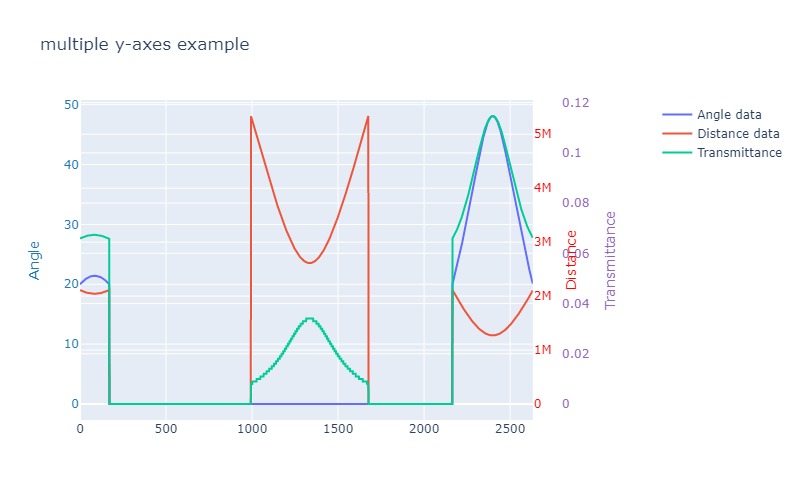 multiple y-axes example
Angle data
Distance data
Transmittance
Angle
50
40
30
20
10
0
5M
4M
3M
2M
1M
0
Distance
0.12
0.1
0.08
0.06
0.04
0.02
0
Transmittance
0
500
1000
1500
2000
2500